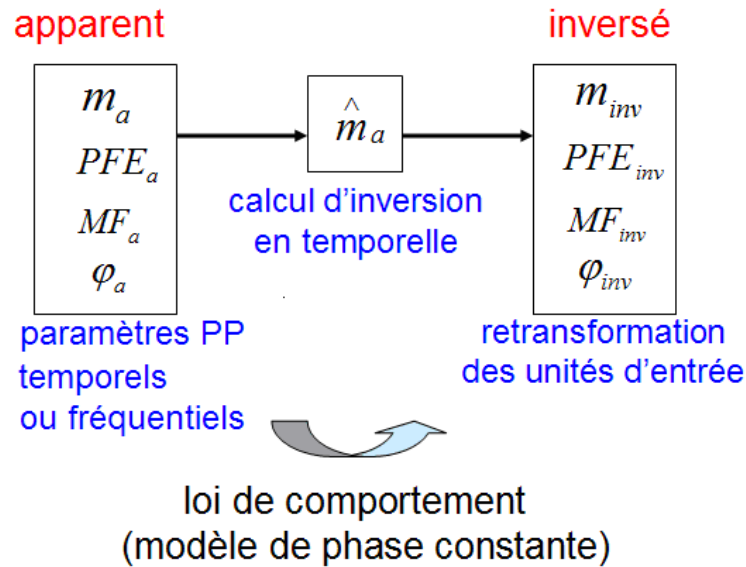 apparent
inversé
m_a
PFE_a
MF_a
φ_a
m̂_a
m_inv
PFE_inv
MF_inv
φ_inv
calcul d'inversion
en temporelle
paramètres PP
temporels
ou fréquentiels
retransformation
des unités d'entrée
loi de comportement
(modèle de phase constante)